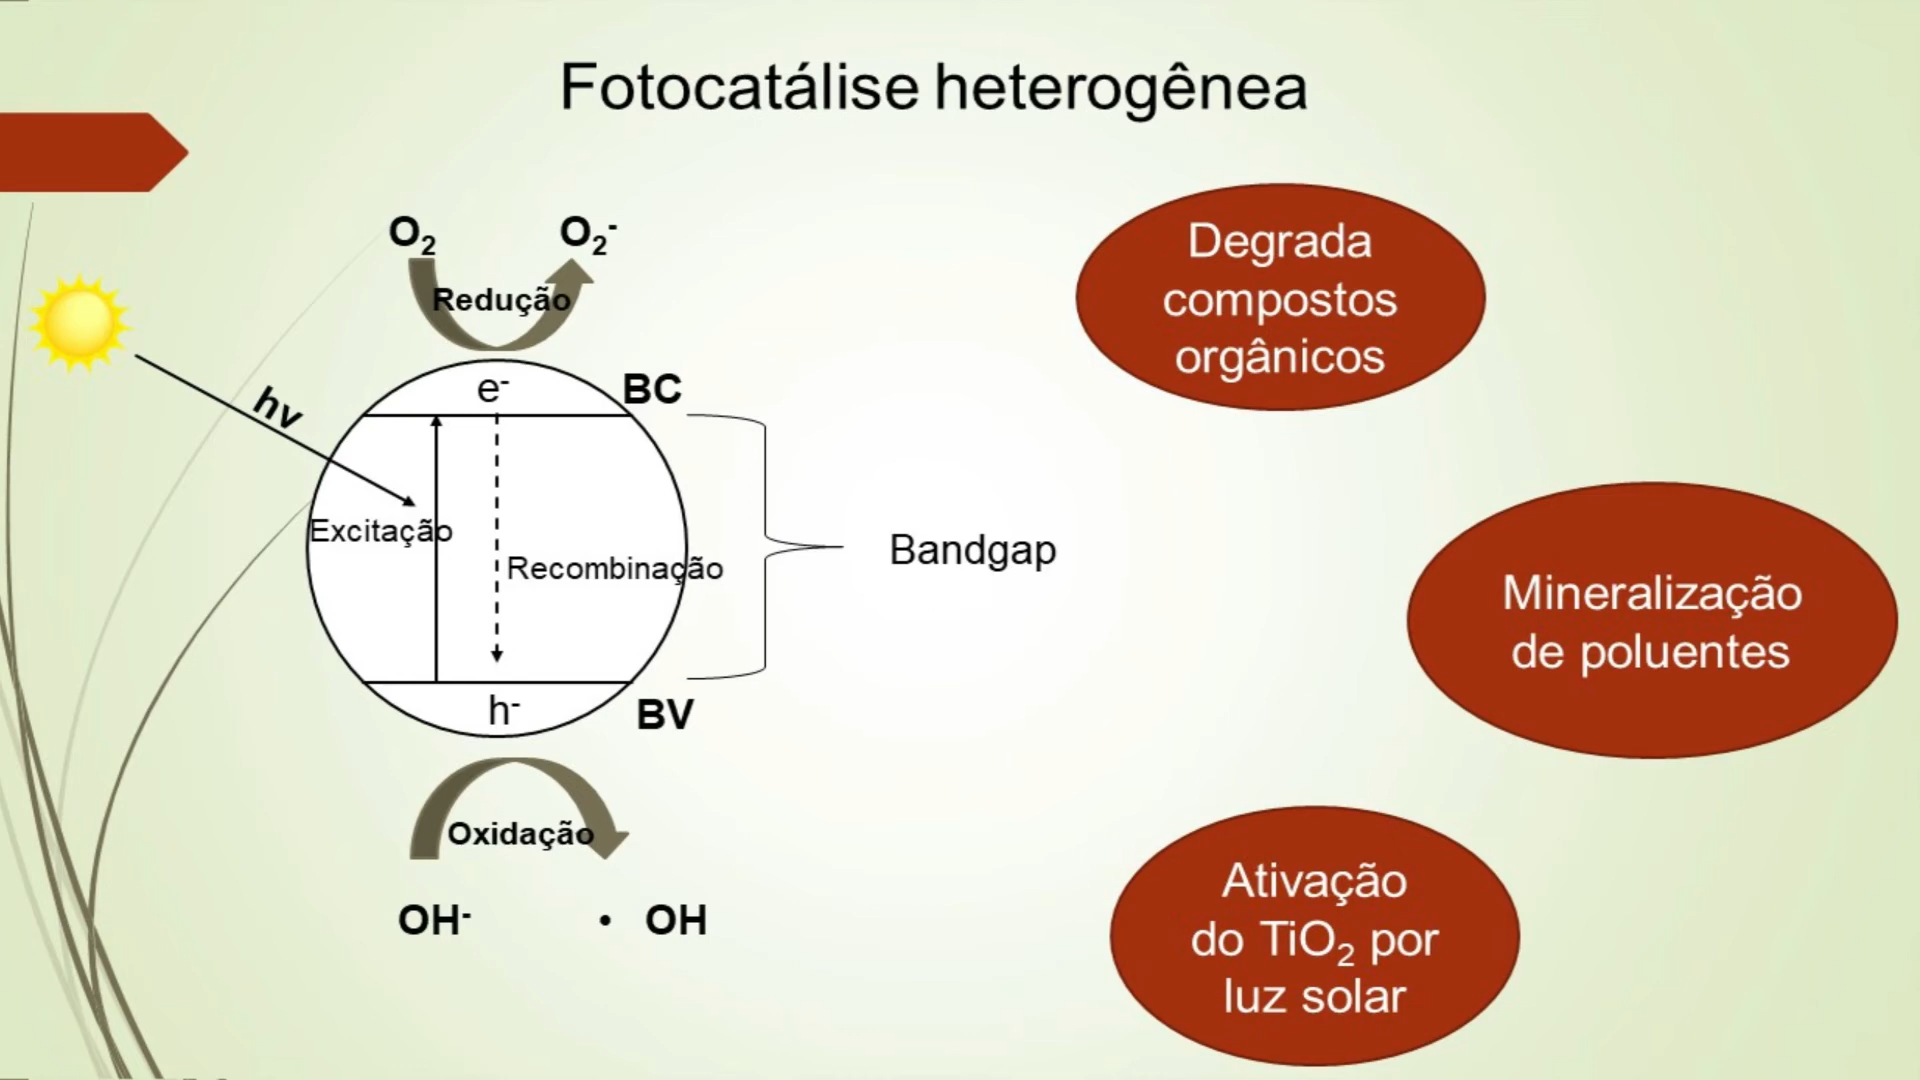 Fotocatálise heterogênea
O₂
O₂⁻
Redução
hv
e⁻
BC
Excitação
Recombinação
Bandgap
h⁻
BV
Oxidação
OH⁻
• OH
Degrada
compostos
orgânicos
Mineralização
de poluentes
Ativação
do TiO₂ por
luz solar